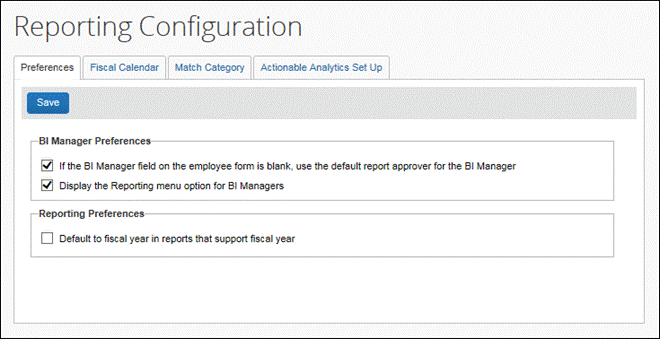 Reporting Configuration
Preferences Fiscal Calendar Match Category Actionable Analytics Set Up
Save
BI Manager Preferences
If the BI Manager field on the employee form is blank, use the default report approver for the BI Manager
Display the Reporting menu option for BI Managers
Reporting Preferences
Default to fiscal year in reports that support fiscal year